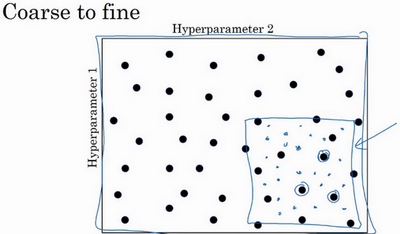 Coarse to fine
Hyperparameter 2
Hyperparameter 1